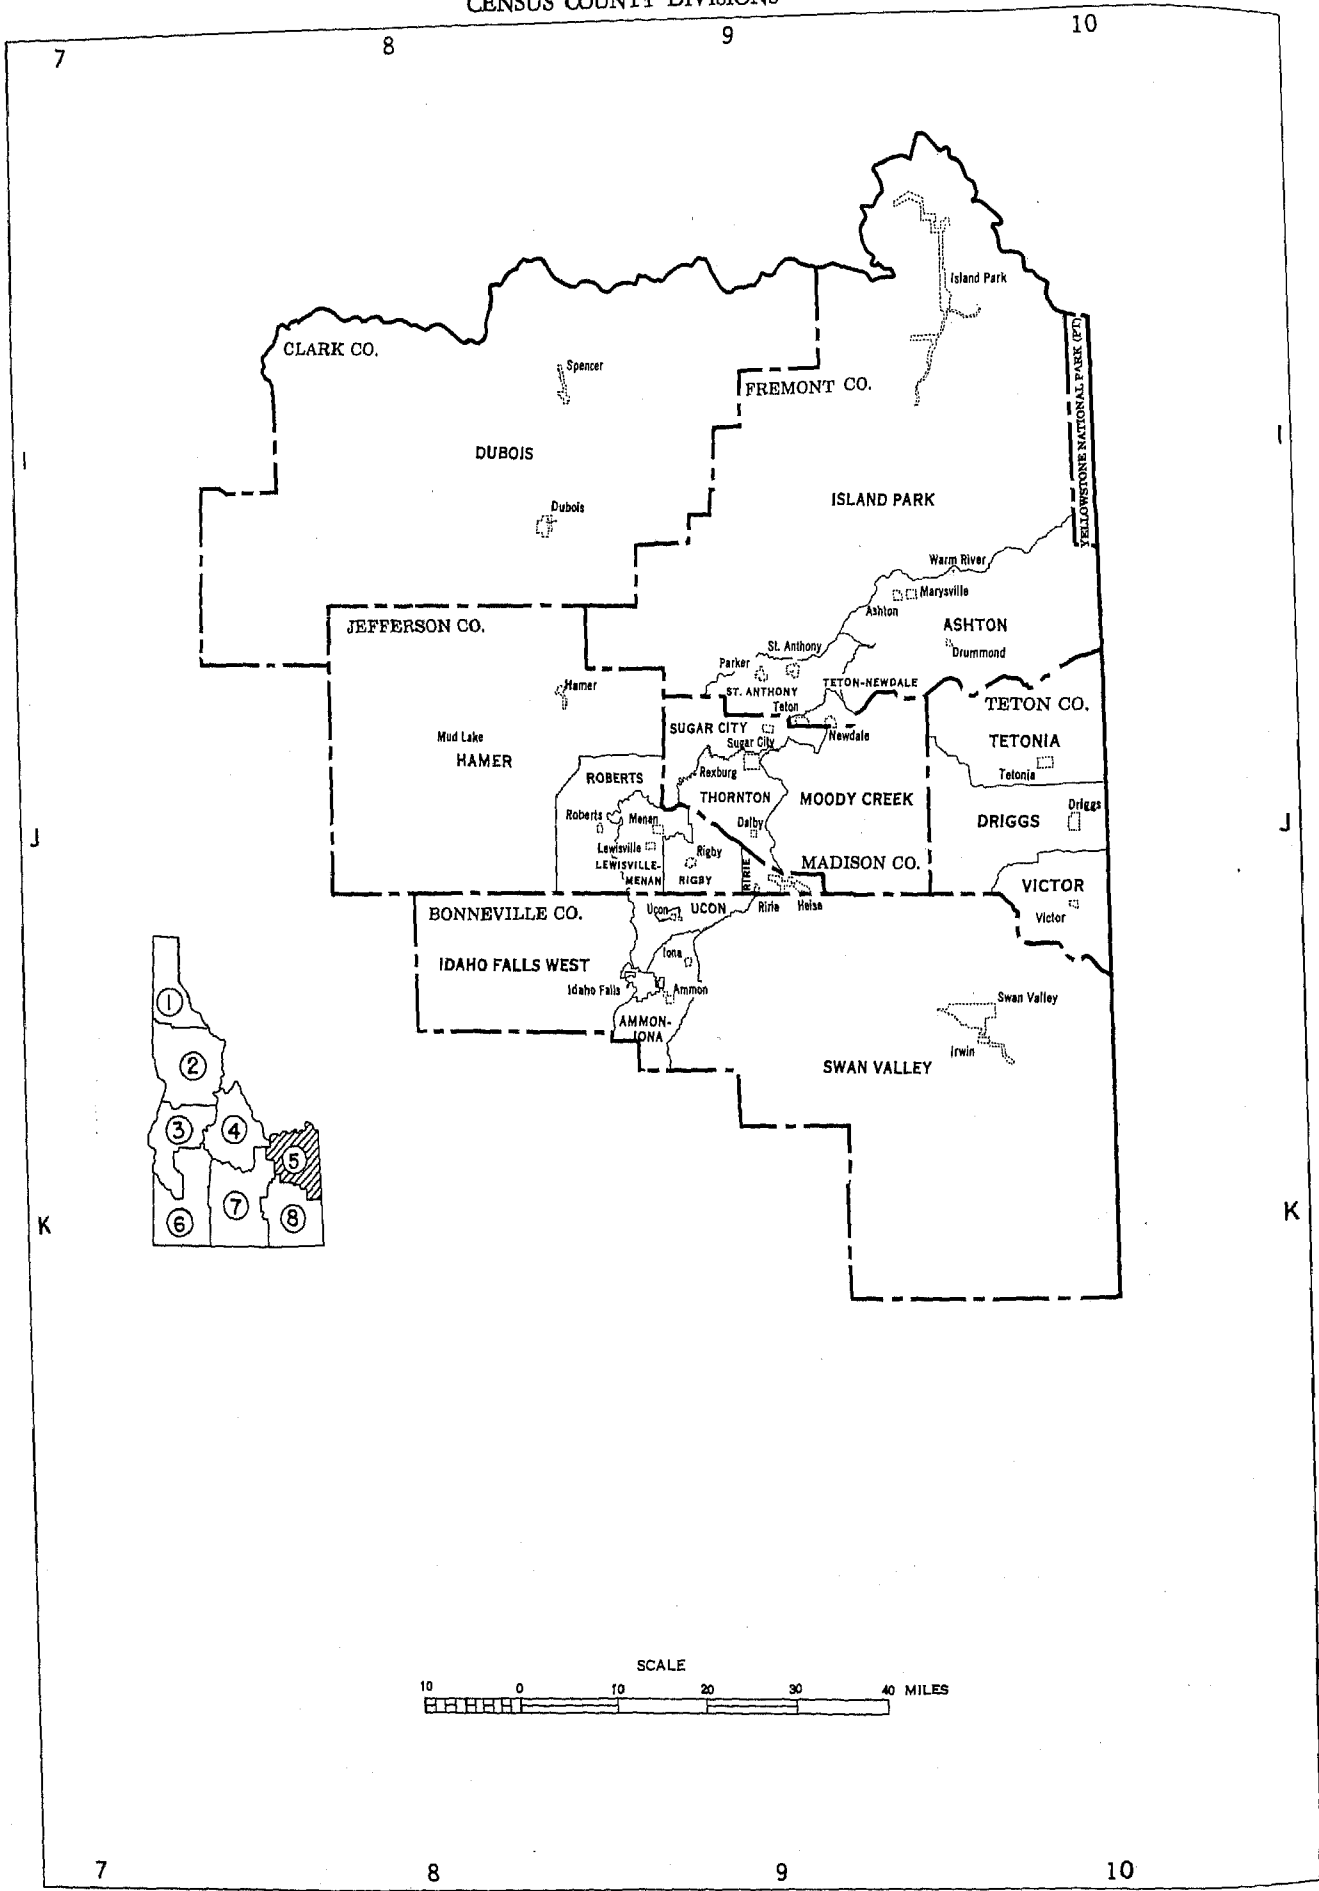 CENSUS COUNTY DIVISIONS
7 8 9 10
Island Park
CLARK CO.
Spencer
FREMONT CO.
YELLOWSTONE NATIONAL PARK (PT)
I
DUBOIS
I
ISLAND PARK
Dubois
Warm River
Marysville
Ashton
JEFFERSON CO.
ASHTON
St. Anthony
Drummond
Parker
Hamer
ST. ANTHONY
TETON-NEWDALE
Teton
TETON CO.
SUGAR CITY
Newdale
Mud Lake
Sugar City
TETONIA
HAMER
Rexburg
Tetonia
ROBERTS
THORNTON
MOODY CREEK
Driggs
Roberts
Menan
Dalby
DRIGGS
J
J
Lewisville
Rigby
LEWISVILLE-
MENAN
RIGBY
RIRIE
MADISON CO.
VICTOR
BONNEVILLE CO.
Ucon
UCON
Ririe
Heise
Victor
Iona
IDAHO FALLS WEST
Idaho Falls
Ammon
Swan Valley
AMMON-
IONA
Irwin
SWAN VALLEY
1
2
3
4
5
6
7
8
K
K
SCALE
10 0 10 20 30 40 MILES
7 8 9 10